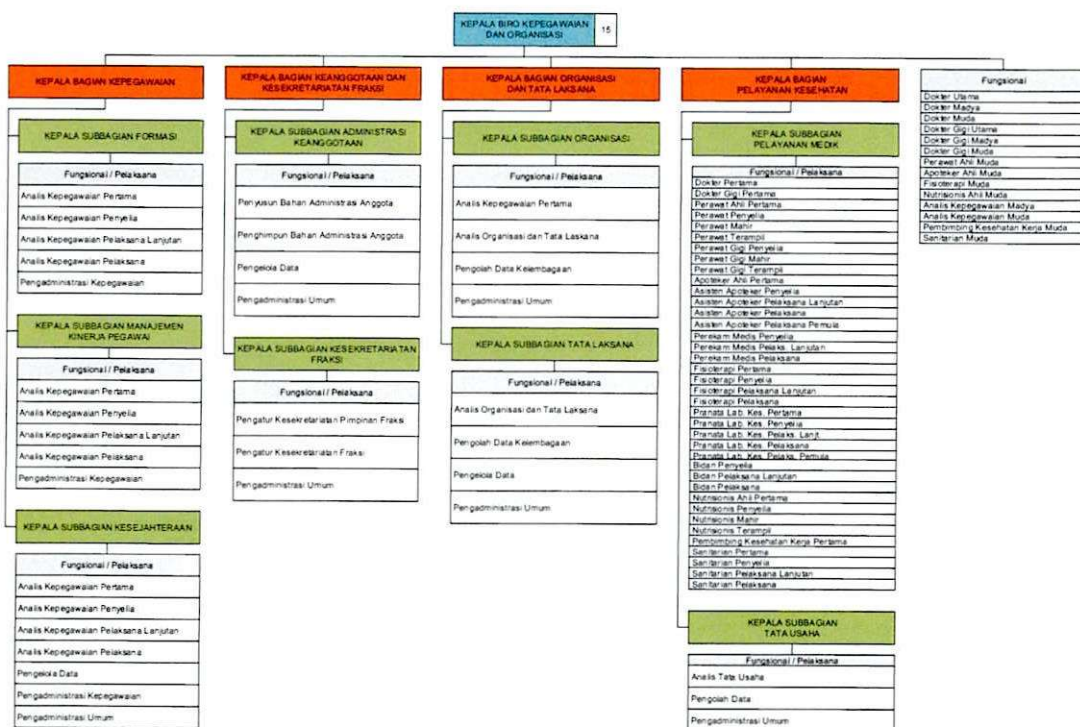 KEPALA BIRO KEPEGAWAIAN
DAN ORGANISASI
15
KEPALA BAGIAN KEPEGAWAIAN
KEPALA SUBBAGIAN FORMASI
Fungsional / Pelaksana
Analis Kepegawaian Pertama
Analis Kepegawaian Penyelia
Analis Kepegawaian Pelaksana Lanjutan
Analis Kepegawaian Pelaksana
Pengadministrasi Kepegawaian
KEPALA SUBBAGIAN MANAJEMEN
KINERJA PEGAWAI
Fungsional / Pelaksana
Analis Kepegawaian Pertama
Analis Kepegawaian Penyelia
Analis Kepegawaian Pelaksana Lanjutan
Analis Kepegawaian Pelaksana
Pengadministrasi Kepegawaian
KEPALA SUBBAGIAN KESEJAHTERAAN
Fungsional / Pelaksana
Analis Kepegawaian Pertama
Analis Kepegawaian Penyelia
Analis Kepegawaian Pelaksana Lanjutan
Analis Kepegawaian Pelaksana
Pengelola Data
Pengadministrasi Kepegawaian
Pengadministrasi Umum
KEPALA BAGIAN KEANGGOTAAN DAN
KESEKRETARIATAN FRAKSI
KEPALA SUBBAGIAN ADMINISTRASI
KEANGGOTAAN
Fungsional / Pelaksana
Penyusun Bahan Administrasi Anggota
Penghimpun Bahan Administrasi Anggota
Pengelola Data
Pengadministrasi Umum
KEPALA SUBBAGIAN KESEKRETARIATAN
FRAKSI
Fungsional / Pelaksana
Pengatur Kesekretariatan Pimpinan Fraksi
Pengatur Kesekretariatan Fraksi
Pengadministrasi Umum
KEPALA BAGIAN ORGANISASI
DAN TATA LAKSANA
KEPALA SUBBAGIAN ORGANISASI
Fungsional / Pelaksana
Analis Kepegawaian Pertama
Analis Organisasi dan Tata Laskana
Pengolah Data Kelembagaan
Pengadministrasi Umum
KEPALA SUBBAGIAN TATA LAKSANA
Fungsional / Pelaksana
Analis Organisasi dan Tata Laksana
Pengolah Data Kelembagaan
Pengelola Data
Pengadministrasi Umum
KEPALA BAGIAN
PELAYANAN KESEHATAN
KEPALA SUBBAGIAN
PELAYANAN MEDIK
Fungsional / Pelaksana
Dokter Pertama
Dokter Gigi Pertama
Perawat Ahli Pertama
Perawat Penyelia
Perawat Mahir
Perawat Terampil
Perawat Gigi Penyelia
Perawat Gigi Mahir
Perawat Gigi Terampil
Apoteker Ahli Pertama
Asisten Apoteker Penyelia
Asisten Apoteker Pelaksana Lanjutan
Asisten Apoteker Pelaksana
Asisten Apoteker Pelaksana Pemula
Perekam Medis Penyelia
Perekam Medis Pelaks. Lanjutan
Perekam Medis Pelaksana
Fisioterapi Pertama
Fisioterapi Penyelia
Fisioterapi Pelaksana Lanjutan
Fisioterapi Pelaksana
Pranata Lab. Kes. Pertama
Pranata Lab. Kes. Penyelia
Pranata Lab. Kes. Pelaks. Lanjt.
Pranata Lab. Kes. Pelaksana
Pranata Lab. Kes. Pelaks. Pemula
Bidan Penyelia
Bidan Pelaksana Lanjutan
Bidan Pelaksana
Nutrisionis Ahli Pertama
Nutrisionis Penyelia
Nutrisionis Mahir
Nutrisionis Terampil
Pembimbing Kesehatan Kerja Pertama
Sanitarian Pertama
Sanitarian Penyelia
Sanitarian Pelaksana Lanjutan
Sanitarian Pelaksana
KEPALA SUBBAGIAN
TATA USAHA
Fungsional / Pelaksana
Analis Tata Usaha
Pengolah Data
Pengadministrasi Umum
Fungsional
Dokter Utama
Dokter Madya
Dokter Muda
Dokter Gigi Utama
Dokter Gigi Madya
Dokter Gigi Muda
Perawat Ahli Muda
Apoteker Ahli Muda
Fisioterapi Muda
Nutrisionis Ahli Muda
Analis Kepegawaian Madya
Analis Kepegawaian Muda
Pembimbing Kesehatan Kerja Muda
Sanitarian Muda